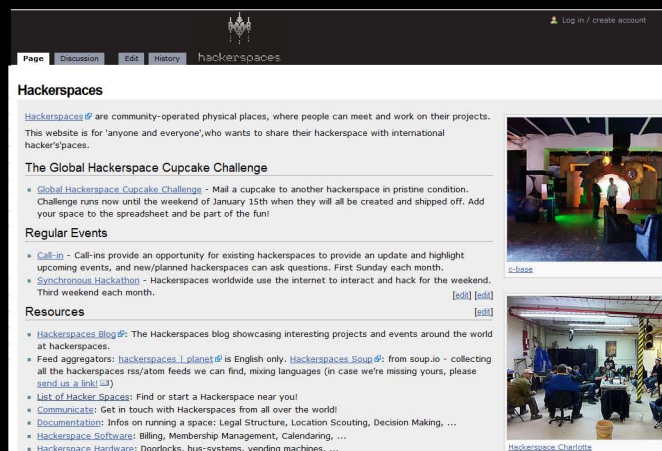 Log in / create account
Page Discussion Edit History hackerspaces
Hackerspaces
Hackerspaces are community-operated physical places, where people can meet and work on their projects.
This website is for 'anyone and everyone',who wants to share their hackerspace with international
hacker's'paces.
The Global Hackerspace Cupcake Challenge
Global Hackerspace Cupcake Challenge - Mail a cupcake to another hackerspace in pristine condition.
Challenge runs now until the weekend of January 15th when they will all be created and shipped off. Add
your space to the spreadsheet and be part of the fun!
Regular Events
Call-in - Call-ins provide an opportunity for existing hackerspaces to provide an update and highlight
upcoming events, and new/planned hackerspaces can ask questions. First Sunday each month.
Synchronous Hackathon - Hackerspaces worldwide use the internet to interact and hack for the weekend.
Third weekend each month.
[edit] [edit]
Resources
[edit]
Hackerspaces Blog: The Hackerspaces blog showcasing interesting projects and events around the world
at hackerspaces.
Feed aggregators: hackerspaces | planet is English only. Hackerspaces Soup: from soup.io - collecting
all the hackerspaces rss/atom feeds we can find, mixing languages (in case we're missing yours, please
send us a link!)
List of Hacker Spaces: Find or start a Hackerspace near you!
Communicate: Get in touch with Hackerspaces from all over the world!
Documentation: Infos on running a space: Legal Structure, Location Scouting, Decision Making, ...
Hackerspace Software: Billing, Membership Management, Calendaring, ...
Hackerspace Hardware: Doorlocks, bus-systems, vending machines, ...
c-base
Hackerspace Charlotte